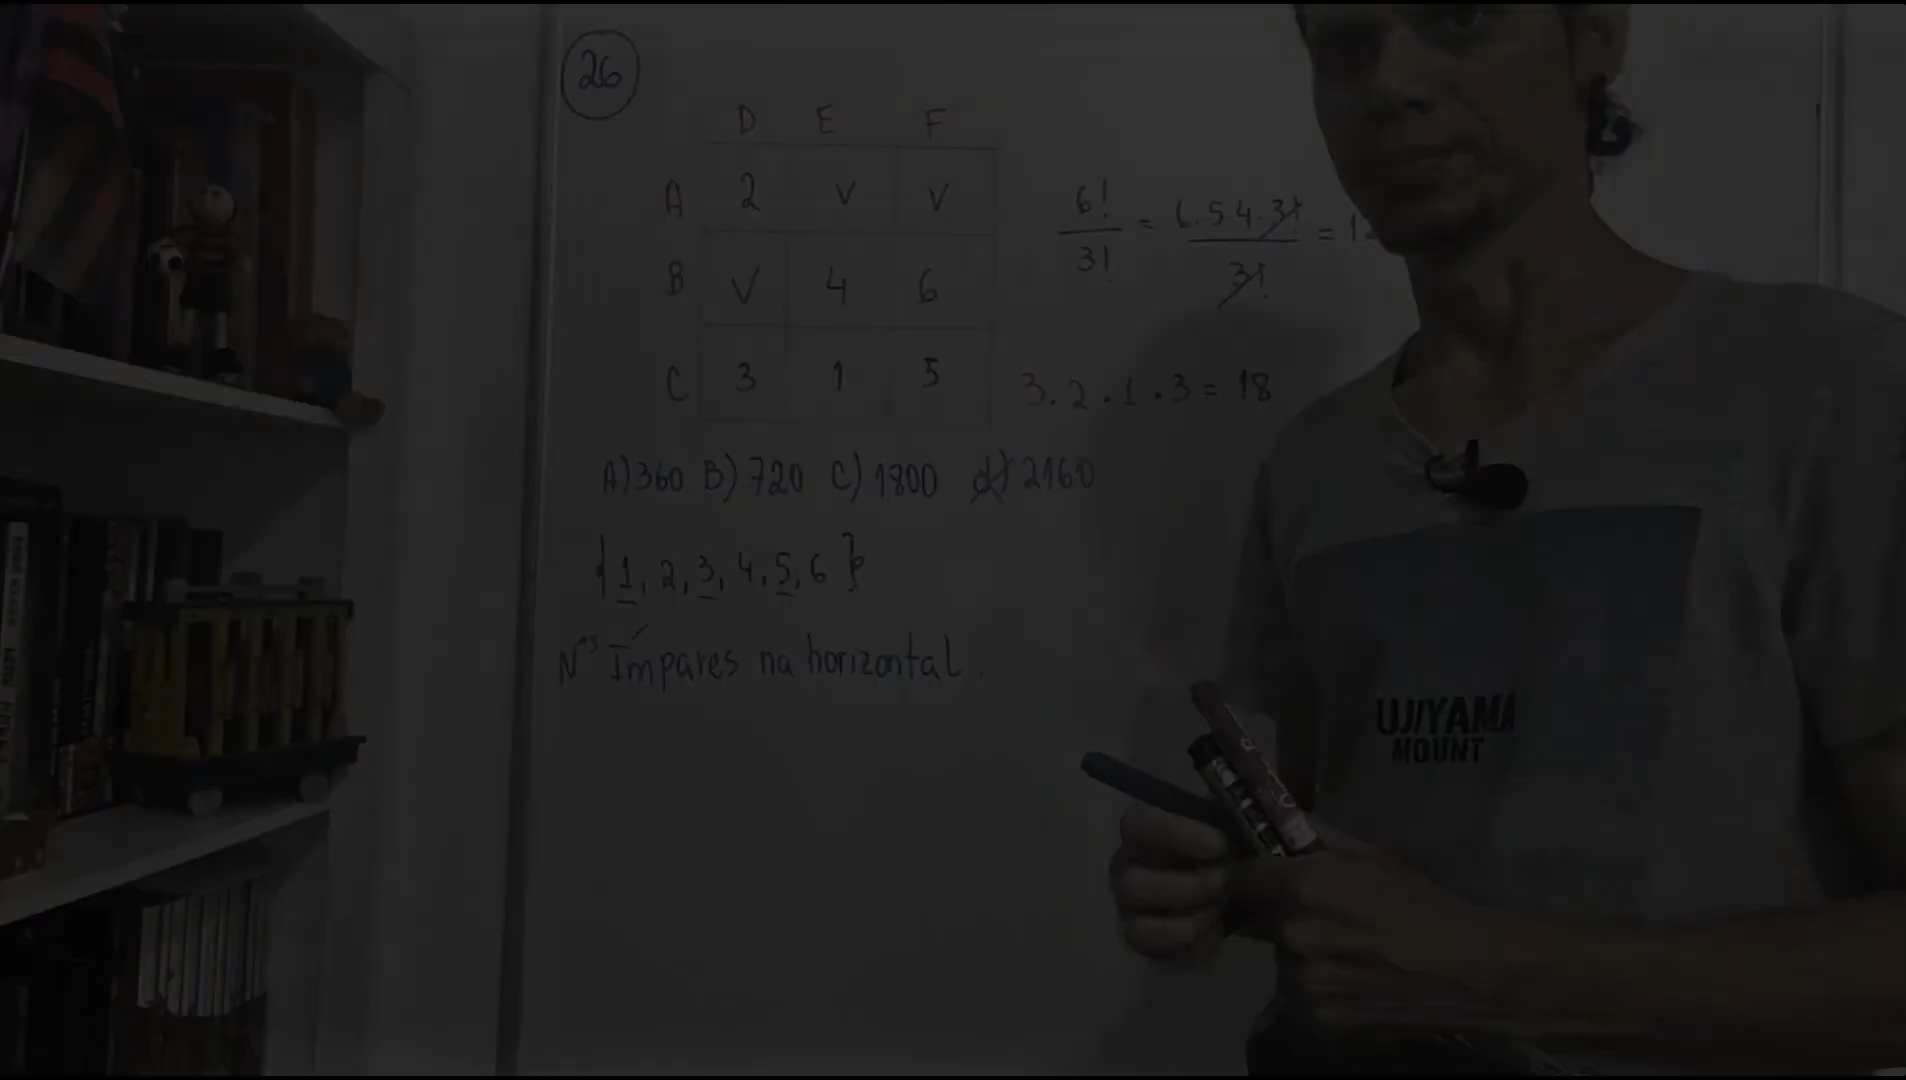 26
D E F
A 2 V V
B V 4 6
C 3 1 5
6!/3! = 6.5 4.3!/3! = 1
3.2.1.3 = 18
A) 360 B) 720 C) 1800 d) 2160
{1, 2, 3, 4, 5, 6}
Nºs Ímpares na horizontal.
UJIYAMA
MOUNT